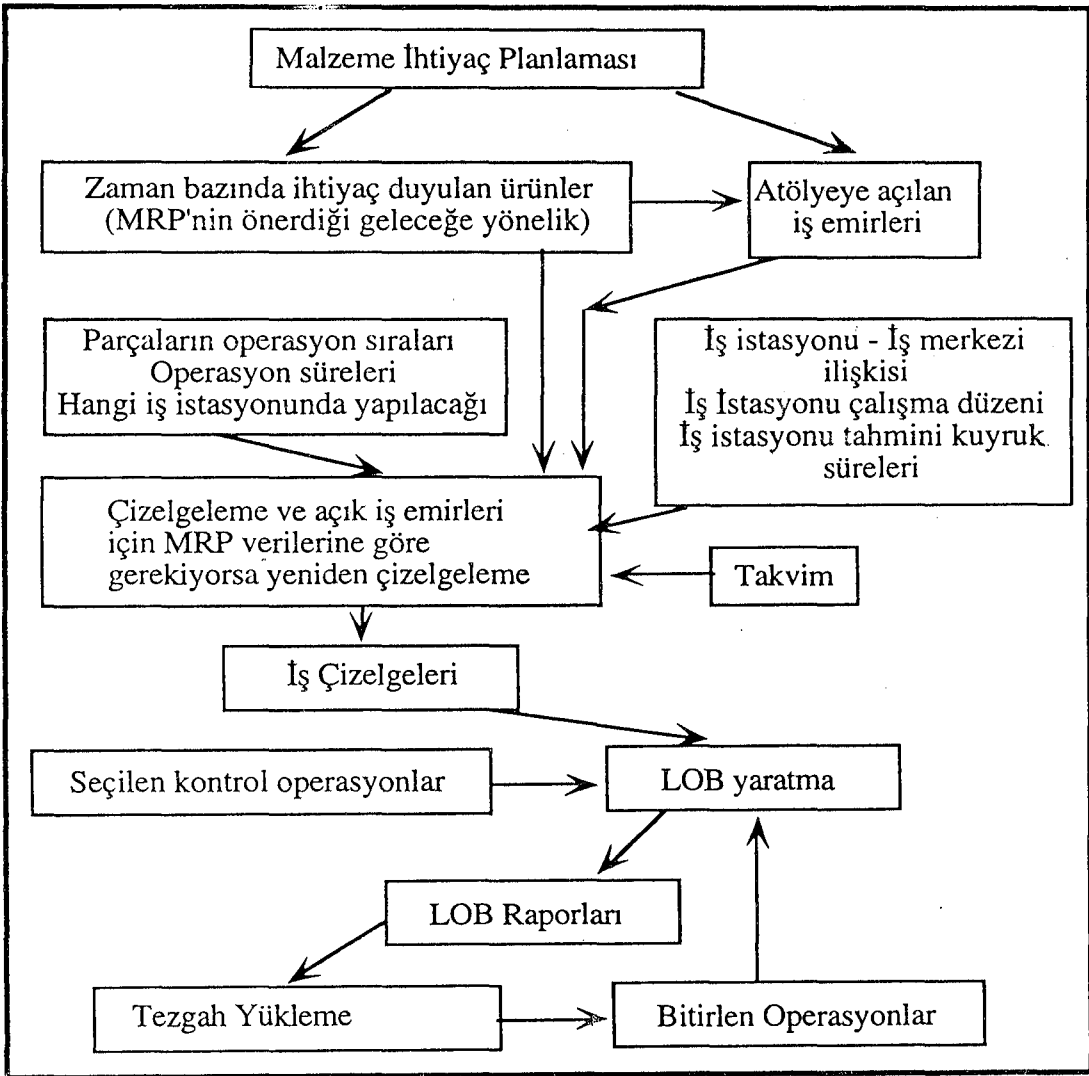 Malzeme İhtiyaç Planlaması
Zaman bazında ihtiyaç duyulan ürünler
(MRP'nin önerdiği geleceğe yönelik)
Atölyeye açılan
iş emirleri
Parçaların operasyon sıraları
Operasyon süreleri
Hangi iş istasyonunda yapılacağı
İş istasyonu - İş merkezi
ilişkisi
İş İstasyonu çalışma düzeni
İş istasyonu tahmini kuyruk
süreleri
Çizelgeleme ve açık iş emirleri
için MRP verilerine göre
gerekiyorsa yeniden çizelgeleme
Takvim
İş Çizelgeleri
Seçilen kontrol operasyonlar
LOB yaratma
LOB Raporları
Tezgah Yükleme
Bitirlen Operasyonlar